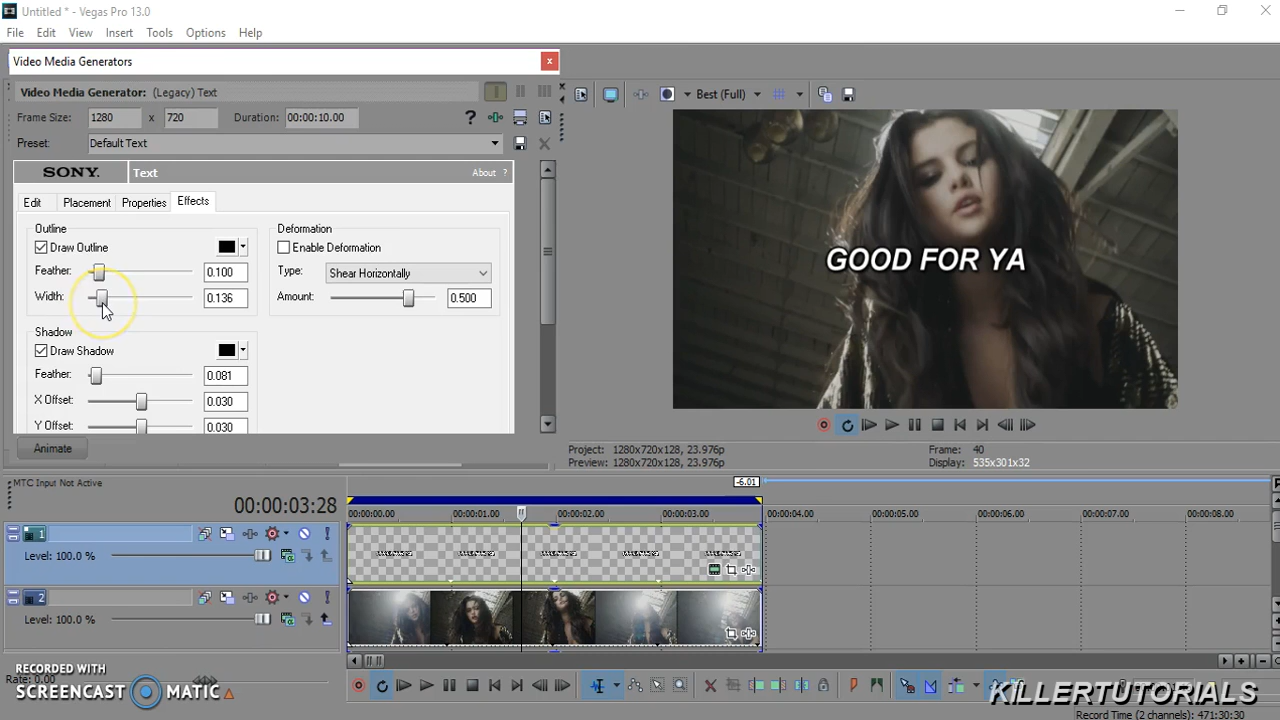 Untitled * - Vegas Pro 13.0
File Edit View Insert Tools Options Help
Video Media Generators
Video Media Generator: (Legacy) Text
Frame Size: 1280 x 720 Duration: 00:00:10.00 ?
Preset: Default Text
SONY. Text About ?
Edit Placement Properties Effects
Outline
Draw Outline
Feather: 0.100
Width: 0.136
Shadow
Draw Shadow
Feather: 0.081
X Offset: 0.030
Y Offset: 0.030
Deformation
Enable Deformation
Type: Shear Horizontally
Amount: 0.500
Animate
Best (Full)
GOOD FOR YA
Project: 1280x720x128, 23.976p
Preview: 1280x720x128, 23.976p
Frame: 40
Display: 535x301x32
MTC Input Not Active
00:00:03:28
-6.01
00:00:00.00 00:00:01.00 00:00:02.00 00:00:03.00 00:00:04.00 00:00:05.00 00:00:06.00 00:00:07.00 00:00:08.00
1
Level: 100.0 %
2
Level: 100.0 %
RECORDED WITH
Rate: 0.00
SCREENCAST MATIC
KILLERTUTORIALS
Record Time (2 channels): 471:30:30